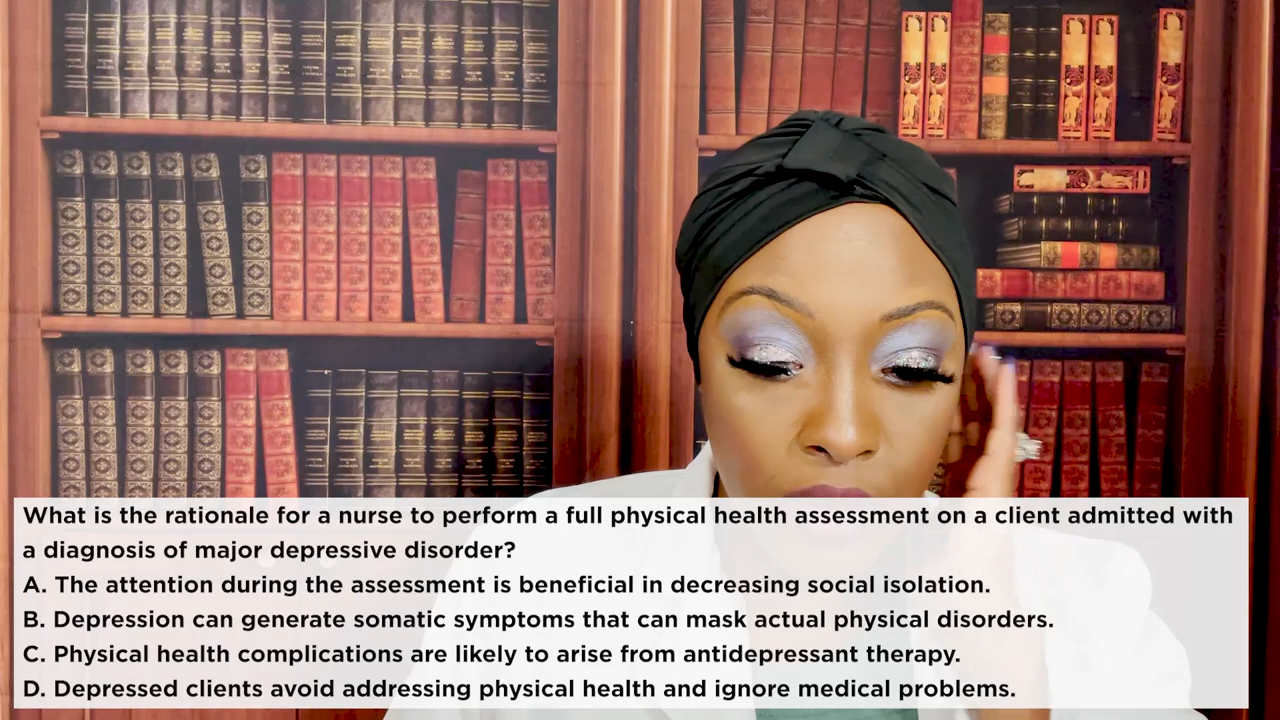 What is the rationale for a nurse to perform a full physical health assessment on a client admitted with
a diagnosis of major depressive disorder?
A. The attention during the assessment is beneficial in decreasing social isolation.
B. Depression can generate somatic symptoms that can mask actual physical disorders.
C. Physical health complications are likely to arise from antidepressant therapy.
D. Depressed clients avoid addressing physical health and ignore medical problems.